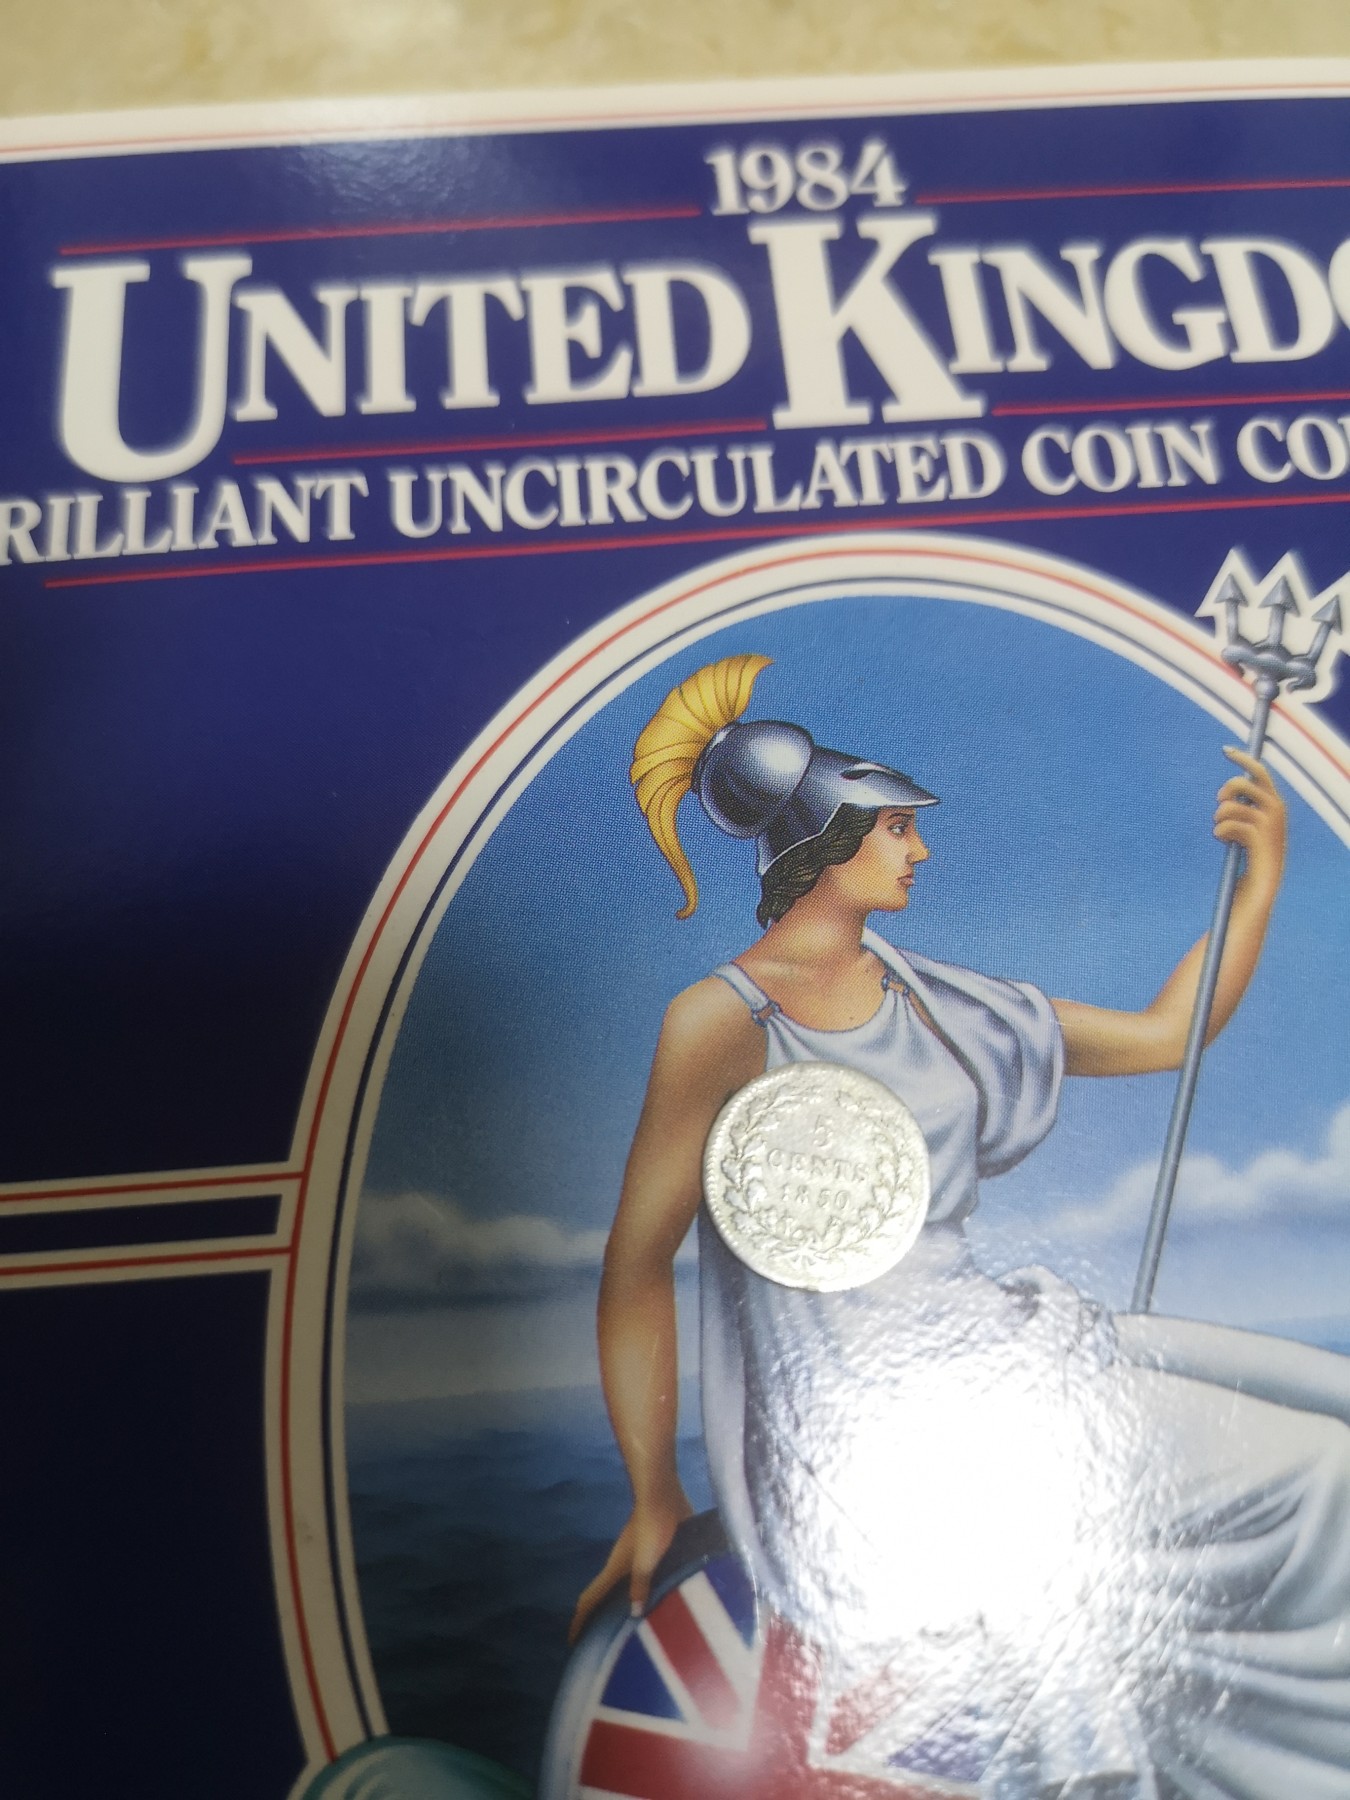 1984
UNITED KINGDO
RILLIANT UNCIRCULATED COIN CO
5
CENTS
1850